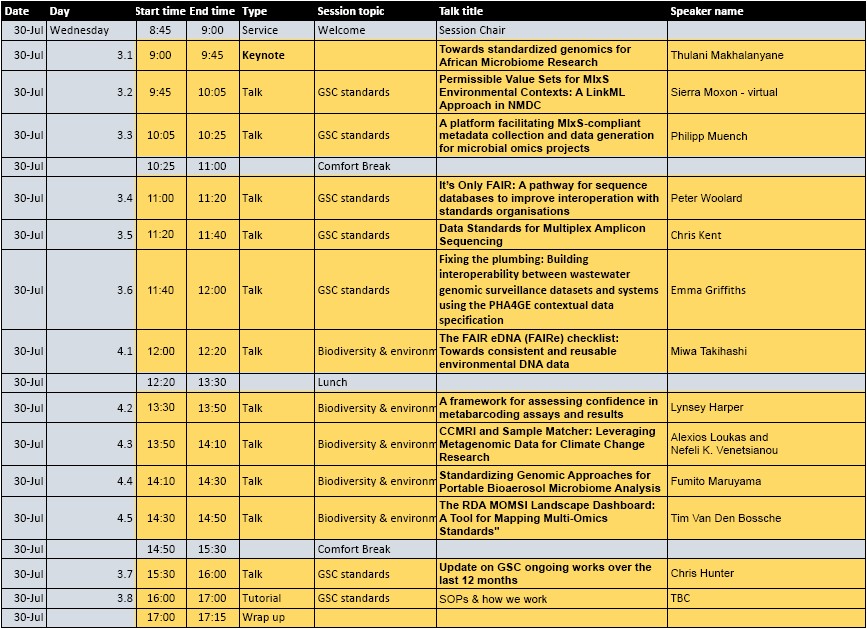 Date Day Start time End time Type Session topic Talk title Speaker name
30-Jul Wednesday 8:45 9:00 Service Welcome Session Chair
30-Jul 3.1 9:00 9:45 Keynote Towards standardized genomics for
African Microbiome Research Thulani Makhalanyane
30-Jul 3.2 9:45 10:05 Talk GSC standards Permissible Value Sets for MIxS
Environmental Contexts: A LinkML
Approach in NMDC Sierra Moxon - virtual
30-Jul 3.3 10:05 10:25 Talk GSC standards A platform facilitating MIxS-compliant
metadata collection and data generation
for microbial omics projects Philipp Muench
30-Jul 10:25 11:00 Comfort Break
30-Jul 3.4 11:00 11:20 Talk GSC standards It's Only FAIR: A pathway for sequence
databases to improve interoperation with
standards organisations Peter Woolard
30-Jul 3.5 11:20 11:40 Talk GSC standards Data Standards for Multiplex Amplicon
Sequencing Chris Kent
30-Jul 3.6 11:40 12:00 Talk GSC standards Fixing the plumbing: Building
interoperability between wastewater
genomic surveillance datasets and systems
using the PHA4GE contextual data
specification Emma Griffiths
30-Jul 4.1 12:00 12:20 Talk Biodiversity & environm The FAIR eDNA (FAIRe) checklist:
Towards consistent and reusable
environmental DNA data Miwa Takihashi
30-Jul 12:20 13:30 Lunch
30-Jul 4.2 13:30 13:50 Talk Biodiversity & environm A framework for assessing confidence in
metabarcoding assays and results Lynsey Harper
30-Jul 4.3 13:50 14:10 Talk Biodiversity & environm CCMRI and Sample Matcher: Leveraging
Metagenomic Data for Climate Change
Research Alexios Loukas and
Nefeli K. Venetsianou
30-Jul 4.4 14:10 14:30 Talk Biodiversity & environm Standardizing Genomic Approaches for
Portable Bioaerosol Microbiome Analysis Fumito Maruyama
30-Jul 4.5 14:30 14:50 Talk Biodiversity & environm The RDA MOMSI Landscape Dashboard:
A Tool for Mapping Multi-Omics
Standards" Tim Van Den Bossche
30-Jul 14:50 15:30 Comfort Break
30-Jul 3.7 15:30 16:00 Talk GSC standards Update on GSC ongoing works over the
last 12 months Chris Hunter
30-Jul 3.8 16:00 17:00 Tutorial GSC standards SOPs & how we work TBC
30-Jul 17:00 17:15 Wrap up